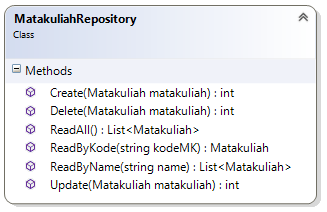 MatakuliahRepository
Class
Methods
Create(Matakuliah matakuliah) : int
Delete(Matakuliah matakuliah) : int
ReadAll() : List<Matakuliah>
ReadByKode(string kodeMK) : Matakuliah
ReadByName(string name) : List<Matakuliah>
Update(Matakuliah matakuliah) : int